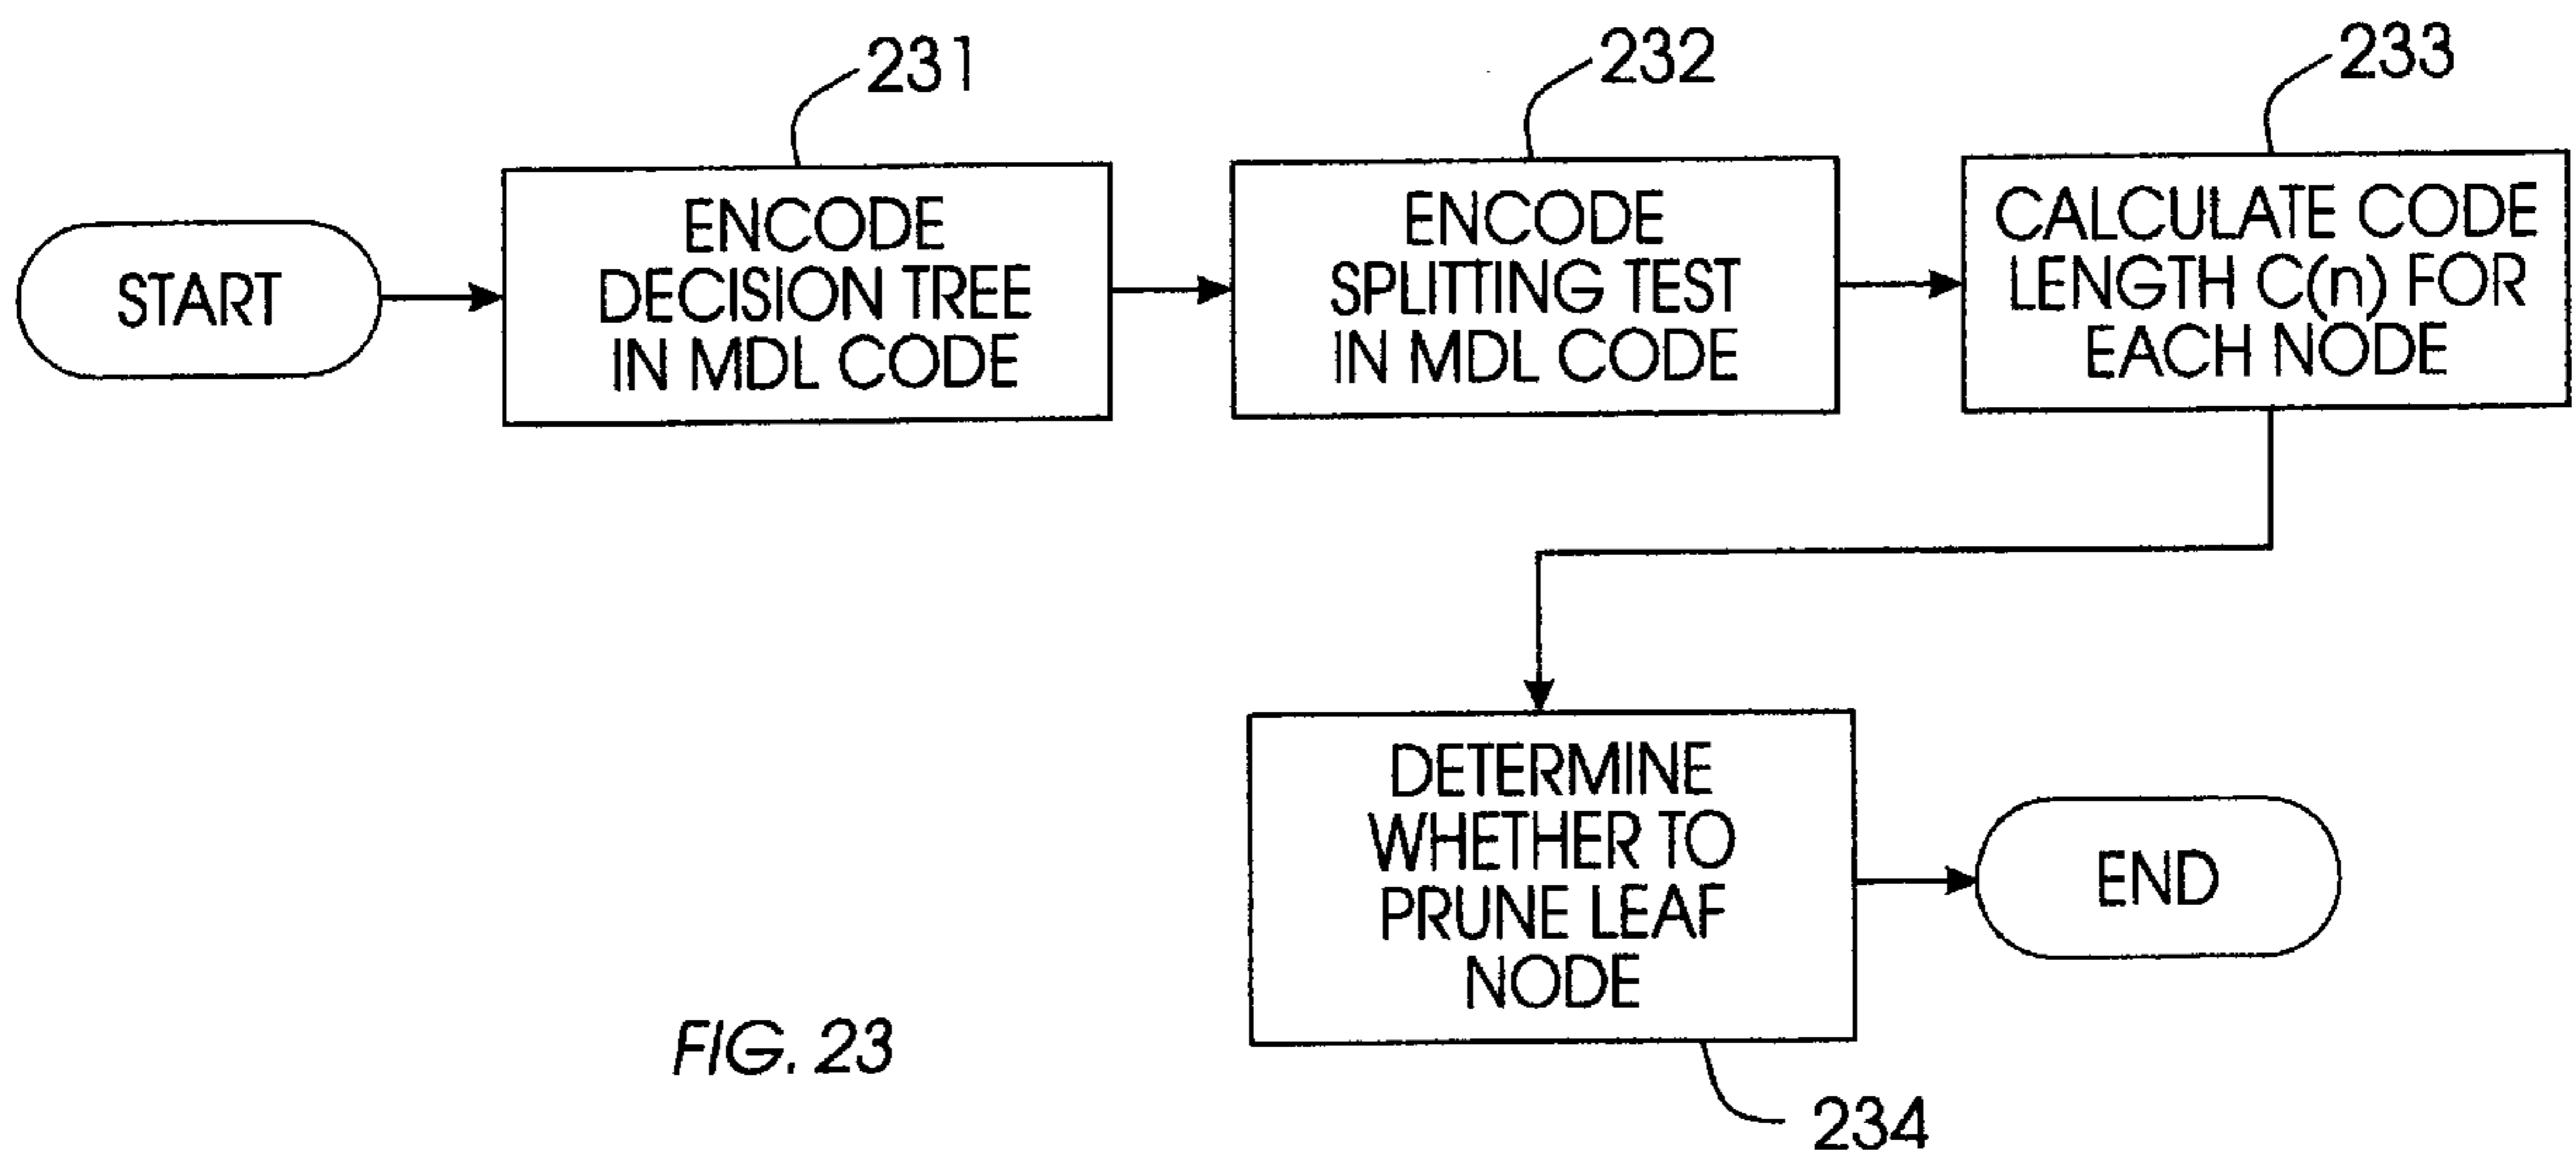 231
232
233
START
ENCODE
DECISION TREE
IN MDL CODE
ENCODE
SPLITTING TEST
IN MDL CODE
CALCULATE CODE
LENGTH C(n) FOR
EACH NODE
DETERMINE
WHETHER TO
PRUNE LEAF
NODE
END
FIG. 23
234